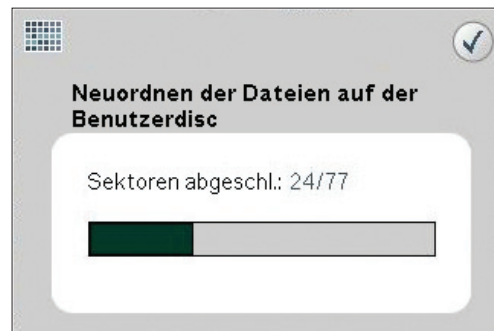 Neuordnen der Dateien auf der
Benutzerdisc
Sektoren abgeschl.: 24/77